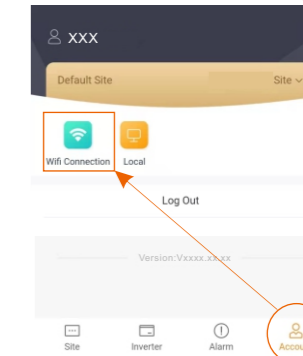 xxx
Default Site Site
Wifi Connection Local
Log Out
Version:Vxxxx.xx.xx
Site Inverter Alarm Accou